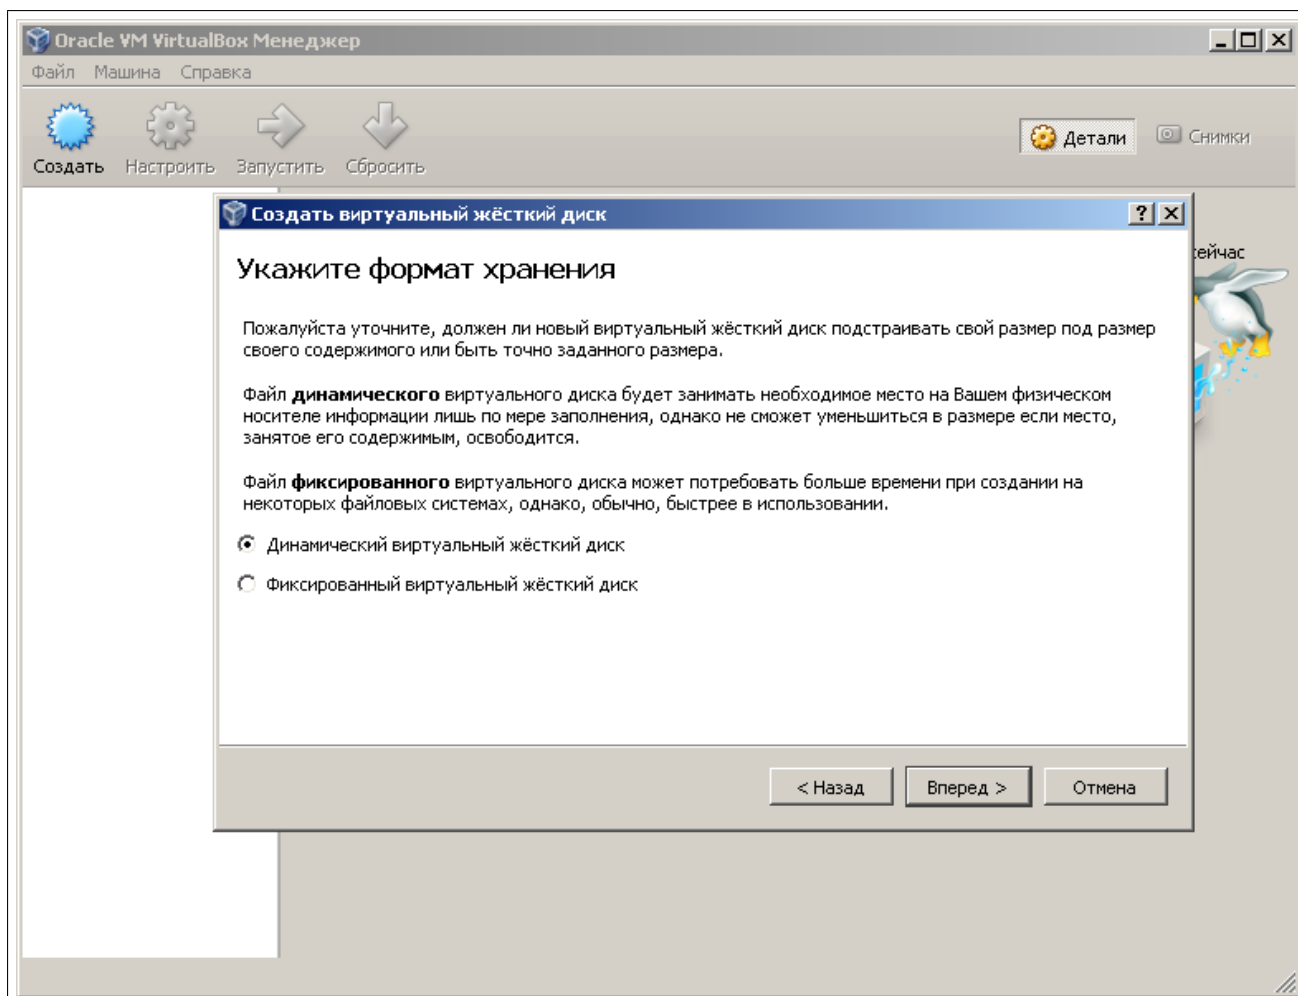 Oracle VM VirtualBox Менеджер
Файл Машина Справка
Создать Настроить Запустить Сбросить Детали Снимки
сейчас
Создать виртуальный жёсткий диск
Укажите формат хранения
Пожалуйста уточните, должен ли новый виртуальный жёсткий диск подстраивать свой размер под размер
своего содержимого или быть точно заданного размера.
Файл динамического виртуального диска будет занимать необходимое место на Вашем физическом
носителе информации лишь по мере заполнения, однако не сможет уменьшиться в размере если место,
занятое его содержимым, освободится.
Файл фиксированного виртуального диска может потребовать больше времени при создании на
некоторых файловых системах, однако, обычно, быстрее в использовании.
Динамический виртуальный жёсткий диск
Фиксированный виртуальный жёсткий диск
< Назад Вперед > Отмена